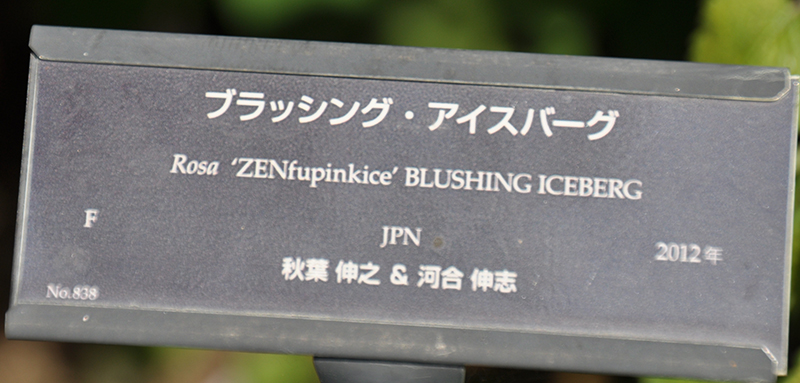 ブラッシング・アイスバーグ
Rosa ‘ZENfupinkice’ BLUSHING ICEBERG
F
JPN
2012年
秋葉 伸之 & 河合 伸志
No.838